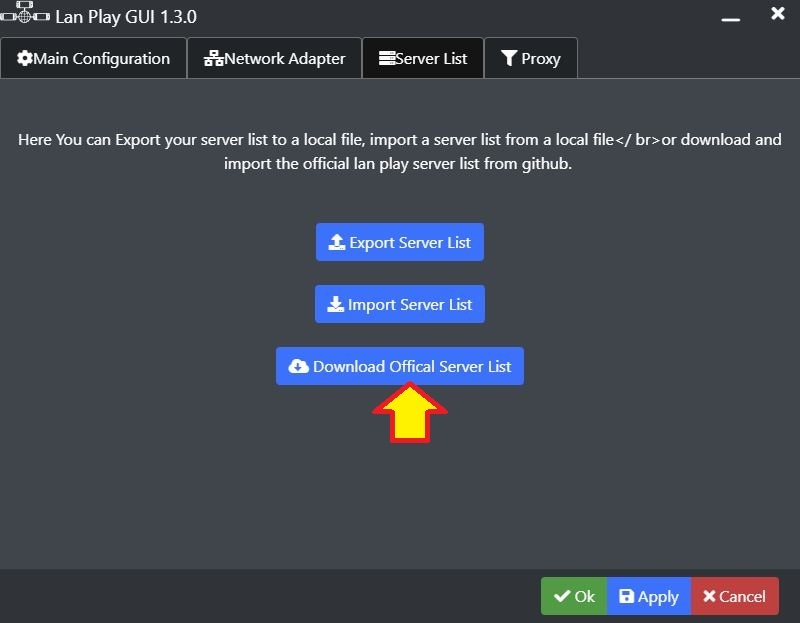 Lan Play GUI 1.3.0
Main Configuration
Network Adapter
Server List
Proxy
Here You can Export your server list to a local file, import a server list from a local file</ br>or download and
import the official lan play server list from github.
Export Server List
Import Server List
Download Offical Server List
Ok
Apply
Cancel